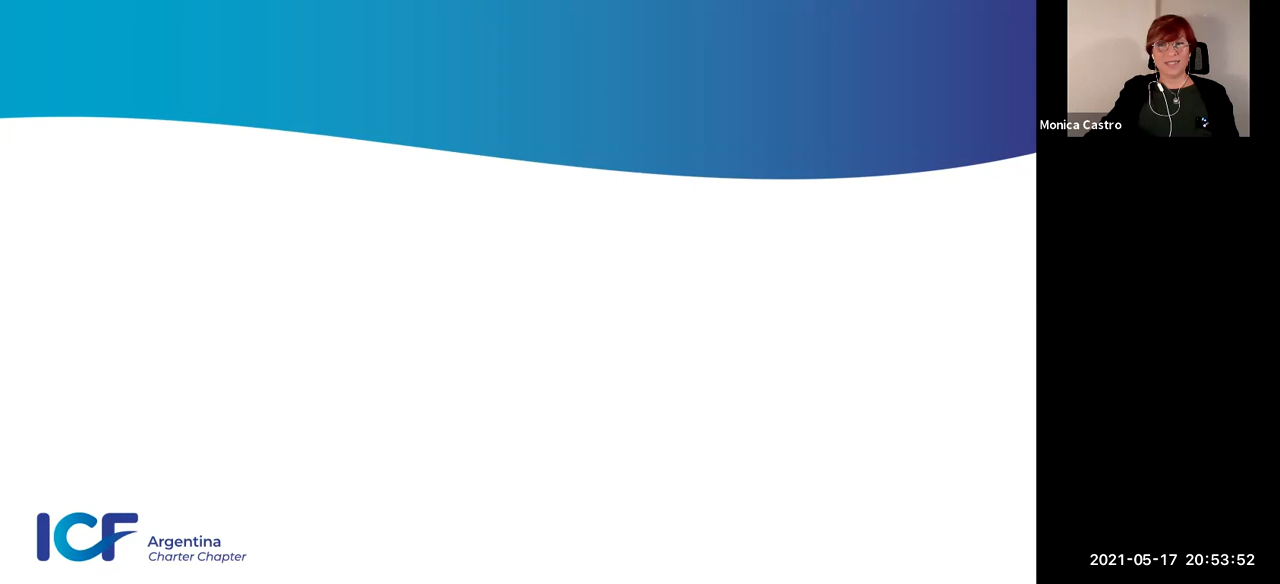 Monica Castro
ICF
Argentina
Charter Chapter
2021-05-17 20:53:52